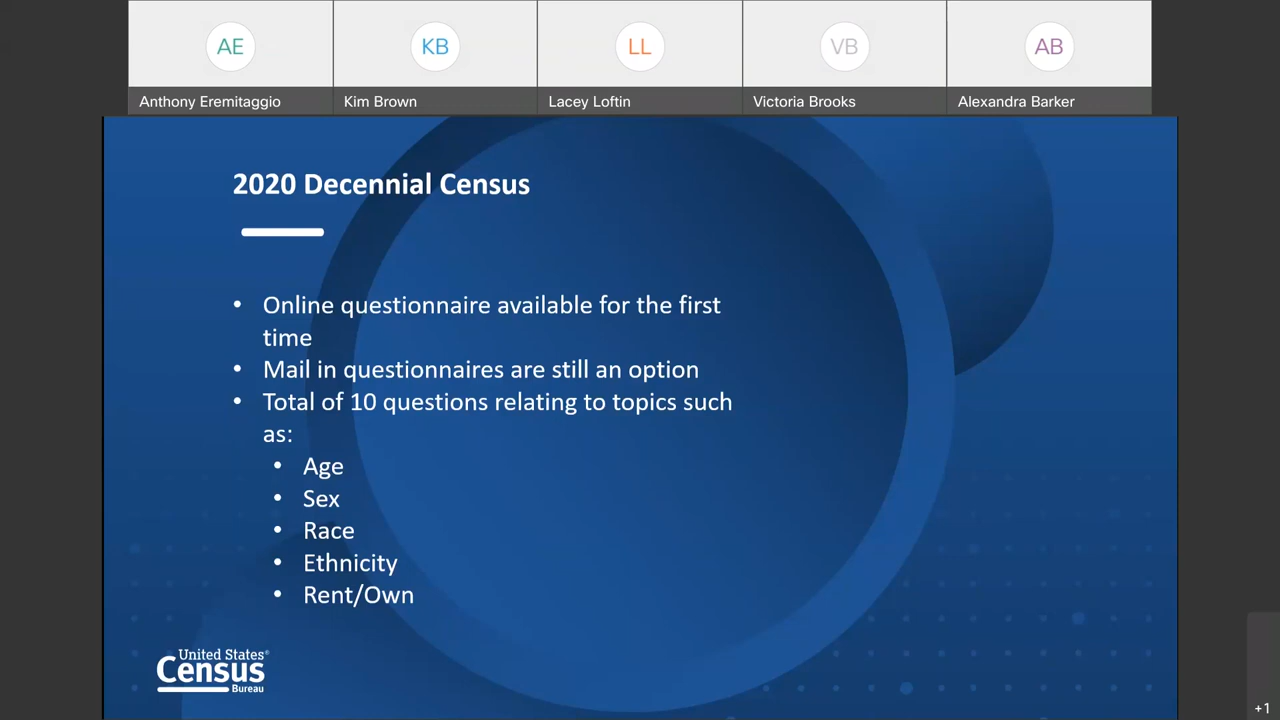 AE
KB
LL
VB
AB
Anthony Eremitaggio
Kim Brown
Lacey Loftin
Victoria Brooks
Alexandra Barker
2020 Decennial Census
• Online questionnaire available for the first
time
• Mail in questionnaires are still an option
• Total of 10 questions relating to topics such
as:
• Age
• Sex
• Race
• Ethnicity
• Rent/Own
United States®
Census
Bureau
+1